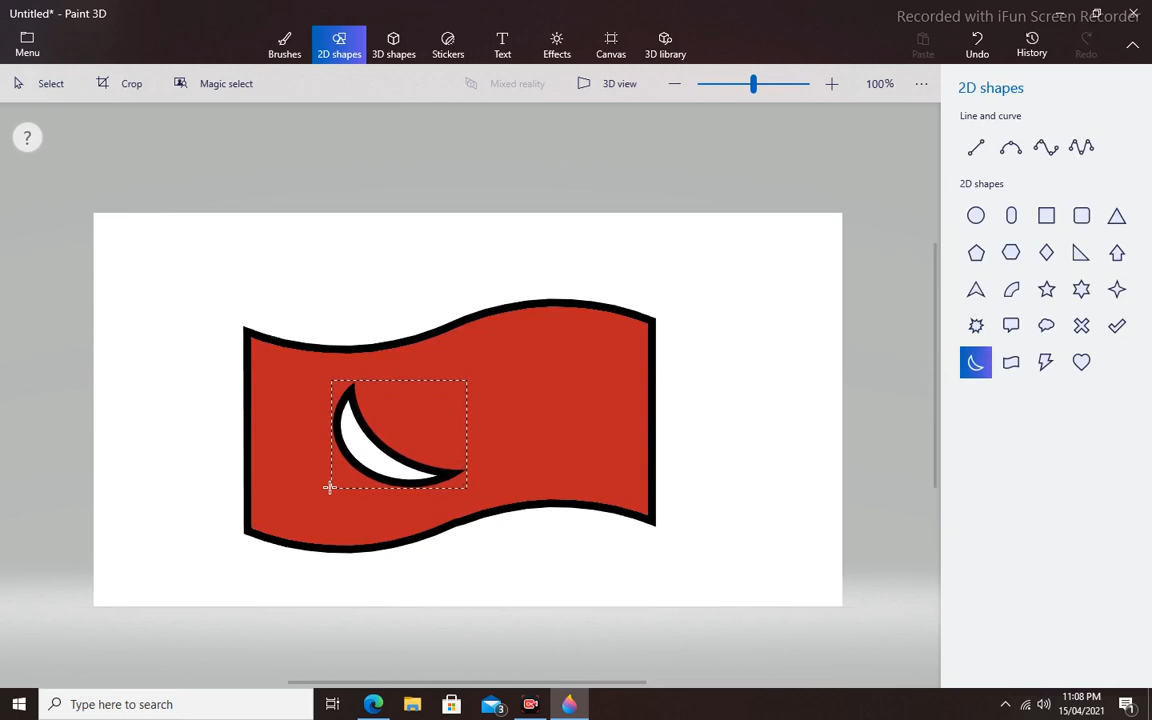 Untitled* - Paint 3D
Recorded with iFun Screen Recorder
Menu
Brushes
2D shapes
3D shapes
Stickers
Text
Effects
Canvas
3D library
Paste
Undo
History
Redo
Select
Crop
Magic select
Mixed reality
3D view
100%
2D shapes
Line and curve
2D shapes
?
Type here to search
3
11:08 PM
15/04/2021
1